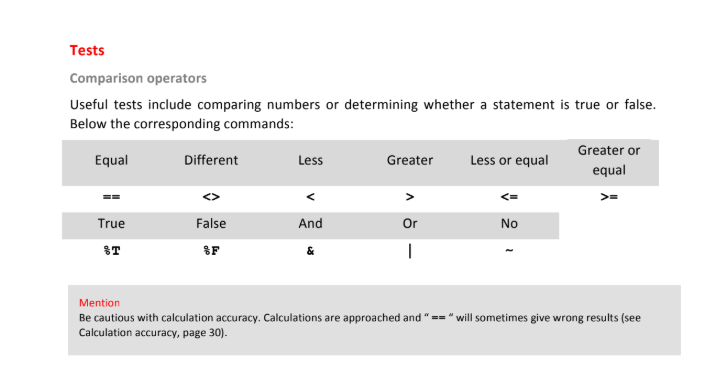 Tests
Comparison operators
Useful tests include comparing numbers or determining whether a statement is true or false.
Below the corresponding commands:
Equal Different Less Greater Less or equal Greater or equal
== <> < > <= >=
True False And Or No
%T %F & | ~
Mention
Be cautious with calculation accuracy. Calculations are approached and “ == ” will sometimes give wrong results (see
Calculation accuracy, page 30).